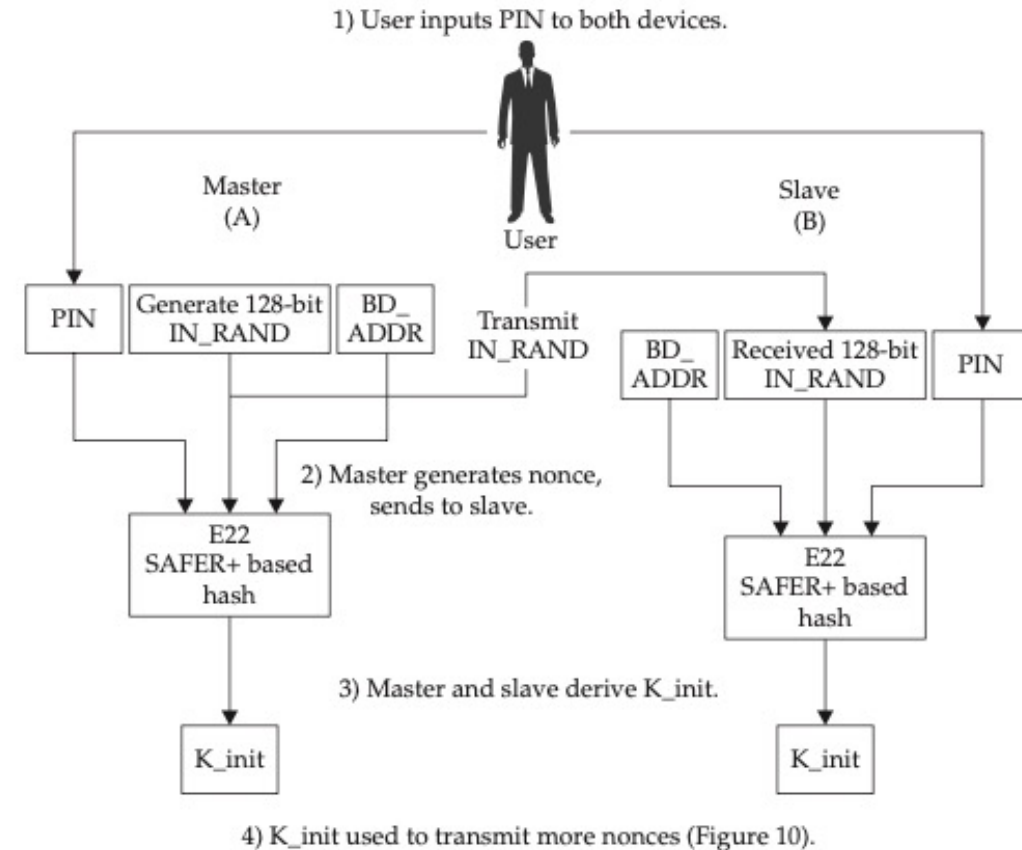 1) User inputs PIN to both devices.
Master
(A)
Slave
(B)
User
PIN
Generate 128-bit
IN_RAND
BD_
ADDR
Transmit
IN_RAND
BD_
ADDR
Received 128-bit
IN_RAND
PIN
2) Master generates nonce,
sends to slave.
E22
SAFER+ based
hash
E22
SAFER+ based
hash
3) Master and slave derive K_init.
K_init
K_init
4) K_init used to transmit more nonces (Figure 10).